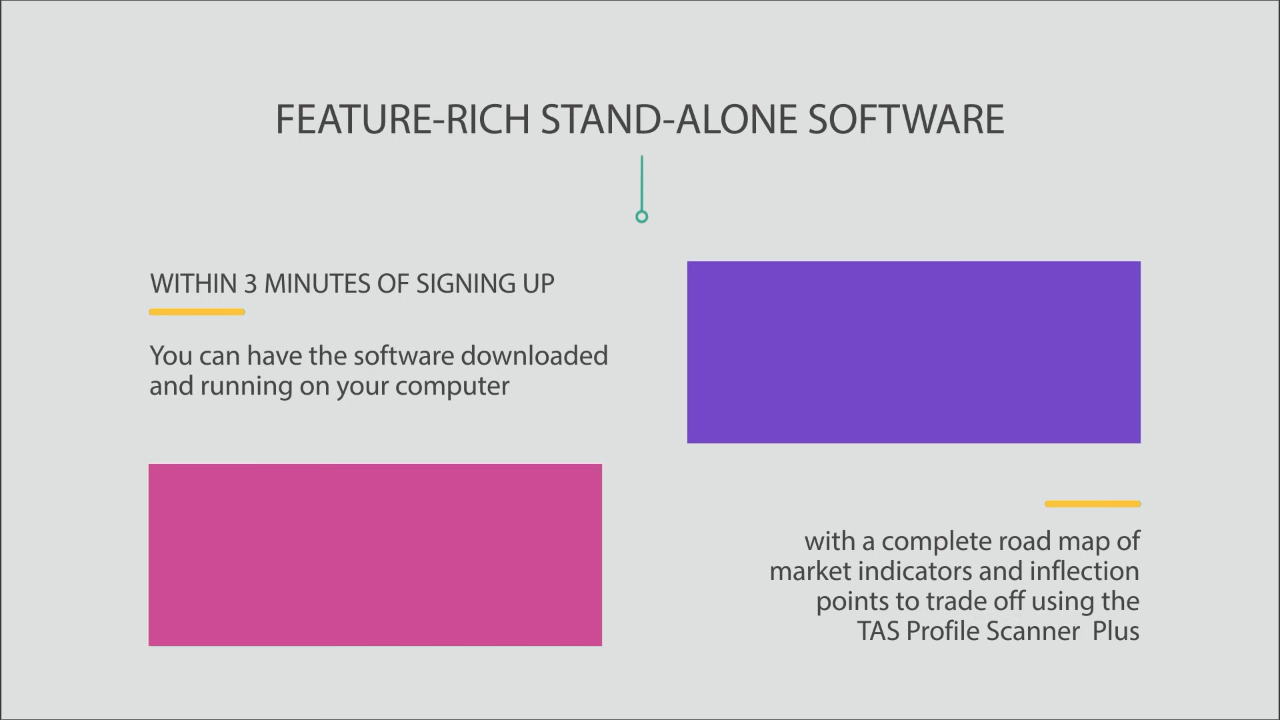 FEATURE-RICH STAND-ALONE SOFTWARE
WITHIN 3 MINUTES OF SIGNING UP
You can have the software downloaded
and running on your computer
with a complete road map of
market indicators and inflection
points to trade off using the
TAS Profile Scanner  Plus